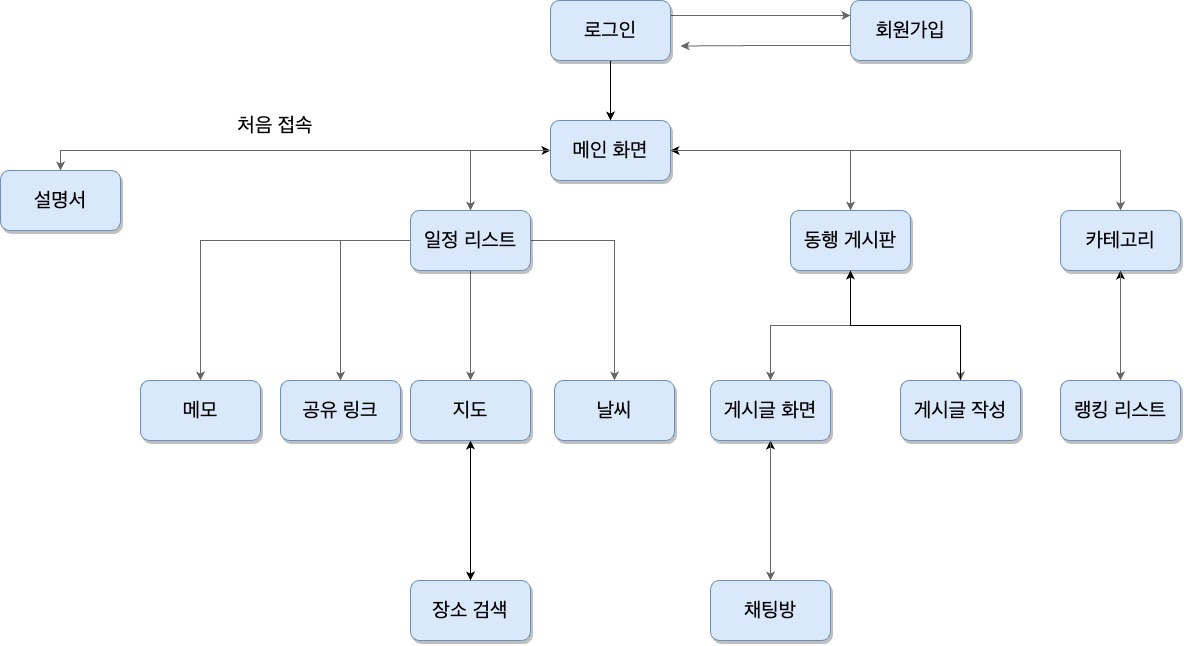 로그인
회원가입
처음 접속
메인 화면
설명서
일정 리스트
동행 게시판
카테고리
메모
공유 링크
지도
날씨
게시글 화면
게시글 작성
랭킹 리스트
장소 검색
채팅방